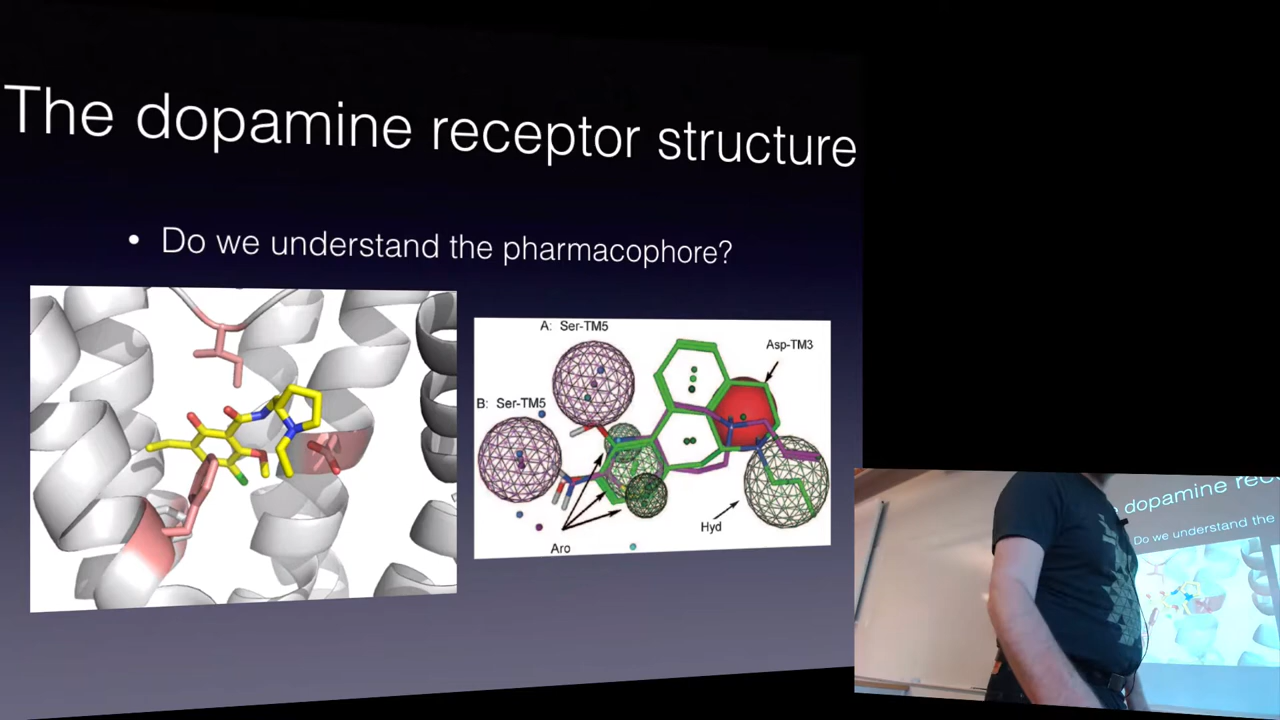 The dopamine receptor structure
• Do we understand the pharmacophore?
A: Ser-TM5
Asp-TM3
B: Ser-TM5
Hyd
Aro
dopamine rec
Do we understand the